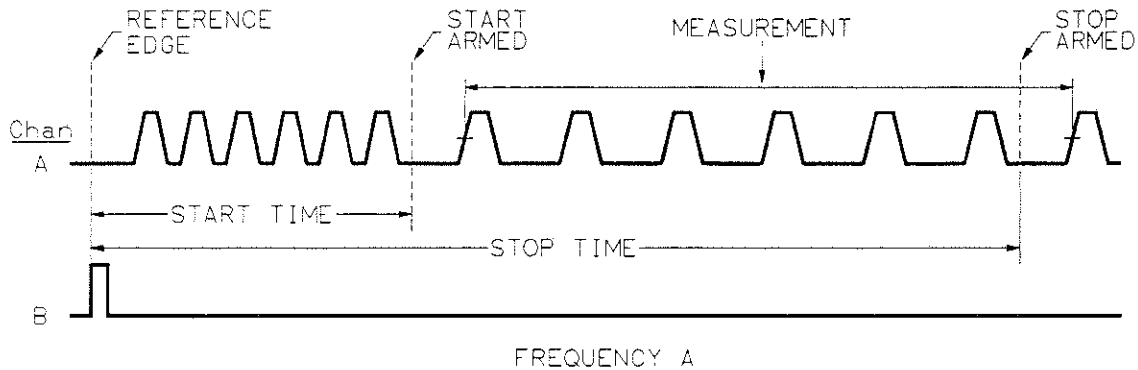 REFERENCE
EDGE
START
ARMED
MEASUREMENT
STOP
ARMED
Chan
A
START TIME
STOP TIME
B
FREQUENCY A